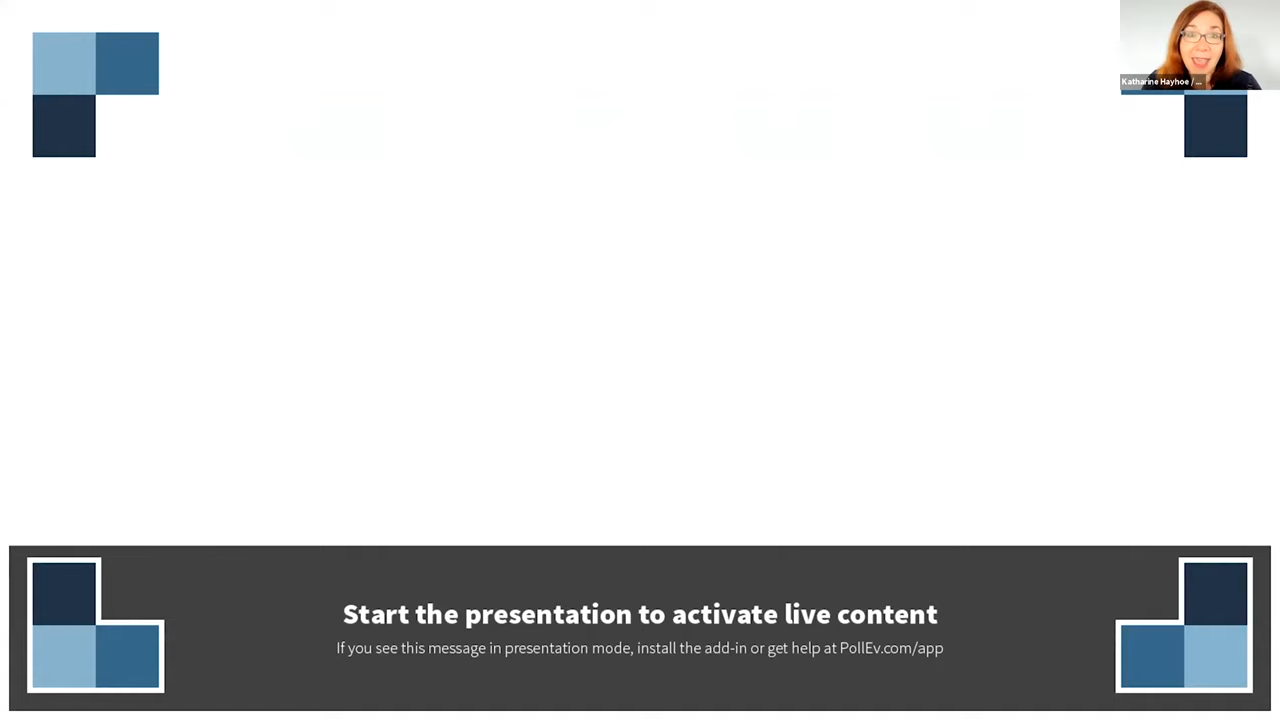 Katharine Hayhoe / ...
Start the presentation to activate live content
If you see this message in presentation mode, install the add-in or get help at PollEv.com/app